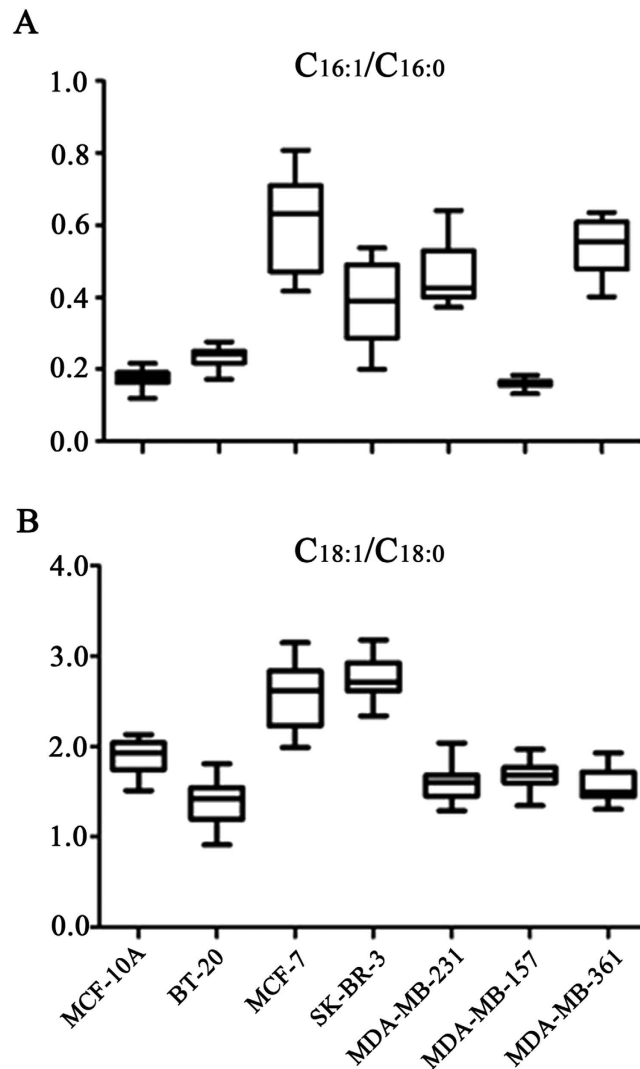 A
C16:1/C16:0
1.0
0.8
0.6
0.4
0.2
0.0
B
C18:1/C18:0
4.0
3.0
2.0
1.0
0.0
MCF-10A
BT-20
MCF-7
SK-BR-3
MDA-MB-231
MDA-MB-157
MDA-MB-361